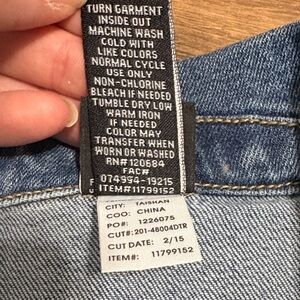 TURN GARMENT
INSIDE OUT
MACHINE WASH
COLD WITH
LIKE COLORS
NORMAL CYCLE
USE ONLY
NON-CHLORINE
BLEACH IF NEEDED
TUMBLE DRY LOW
WARM IRON
IF NEEDED
COLOR MAY
TRANSFER WHEN
WORN OR WASHED
RN# 120684
FAC#
074994-19215
ITEM# 11799152
CITY: TAISHAN
COO: CHINA
PO#: 1226075
CUT#: 201-48004DTR
CUT DATE: 2/15
ITEM#: 11799152